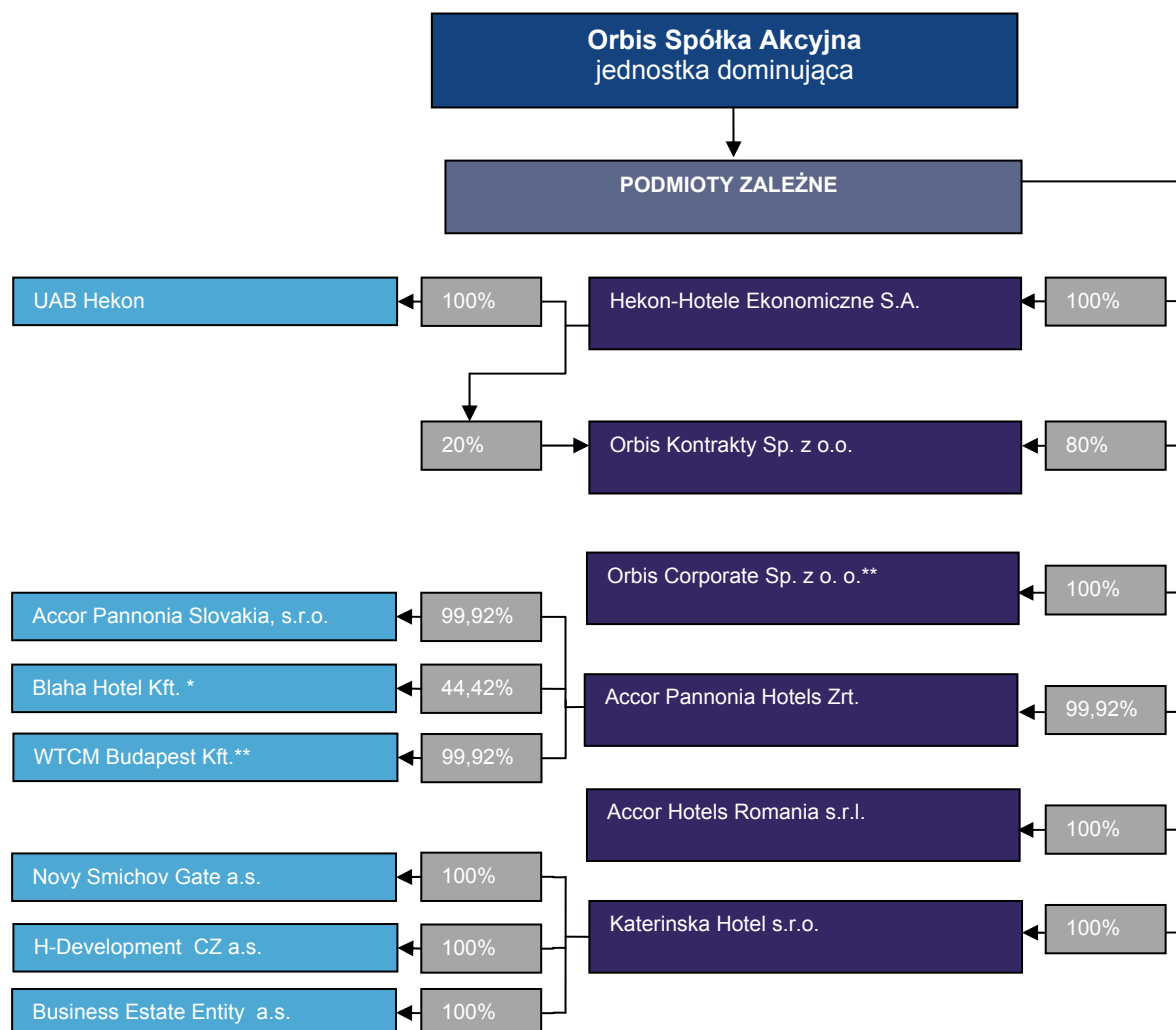 Orbis Spółka Akcyjna
jednostka dominująca
PODMIOTY ZALEŻNE
UAB Hekon
100%
Hekon-Hotele Ekonomiczne S.A.
100%
20%
Orbis Kontrakty Sp. z o.o.
80%
Orbis Corporate Sp. z o. o.**
100%
Accor Pannonia Slovakia, s.r.o.
99,92%
Blaha Hotel Kft. *
44,42%
Accor Pannonia Hotels Zrt.
99,92%
WTCM Budapest Kft.**
99,92%
Accor Hotels Romania s.r.l.
100%
Novy Smichov Gate a.s.
100%
Katerinska Hotel s.r.o.
100%
H-Development CZ a.s.
100%
Business Estate Entity a.s.
100%